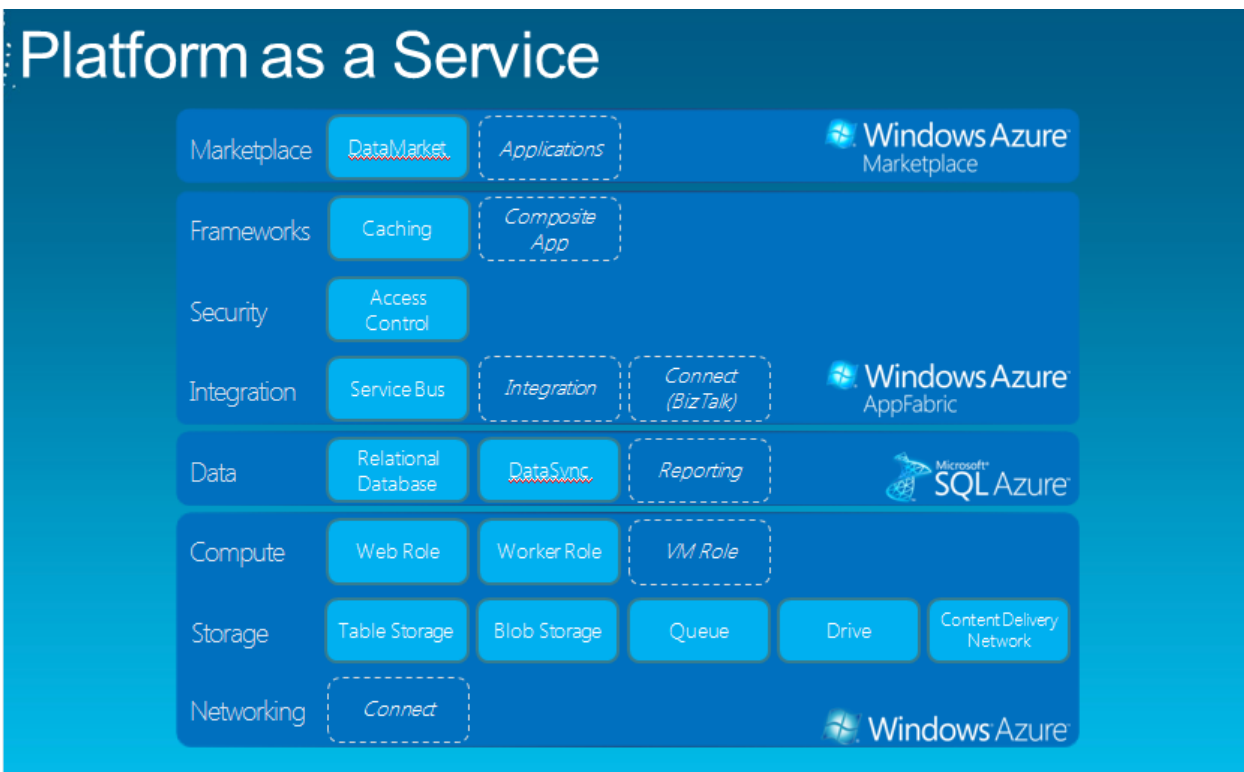 Platform as a Service
Marketplace
DataMarket
Applications
Windows Azure
Marketplace
Frameworks
Caching
Composite
App
Security
Access
Control
Integration
Service Bus
Integration
Connect
(BizTalk)
Windows Azure
AppFabric
Data
Relational
Database
DataSync
Reporting
Microsoft
SQL Azure
Compute
Web Role
Worker Role
VM Role
Storage
Table Storage
Blob Storage
Queue
Drive
Content Delivery
Network
Networking
Connect
Windows Azure